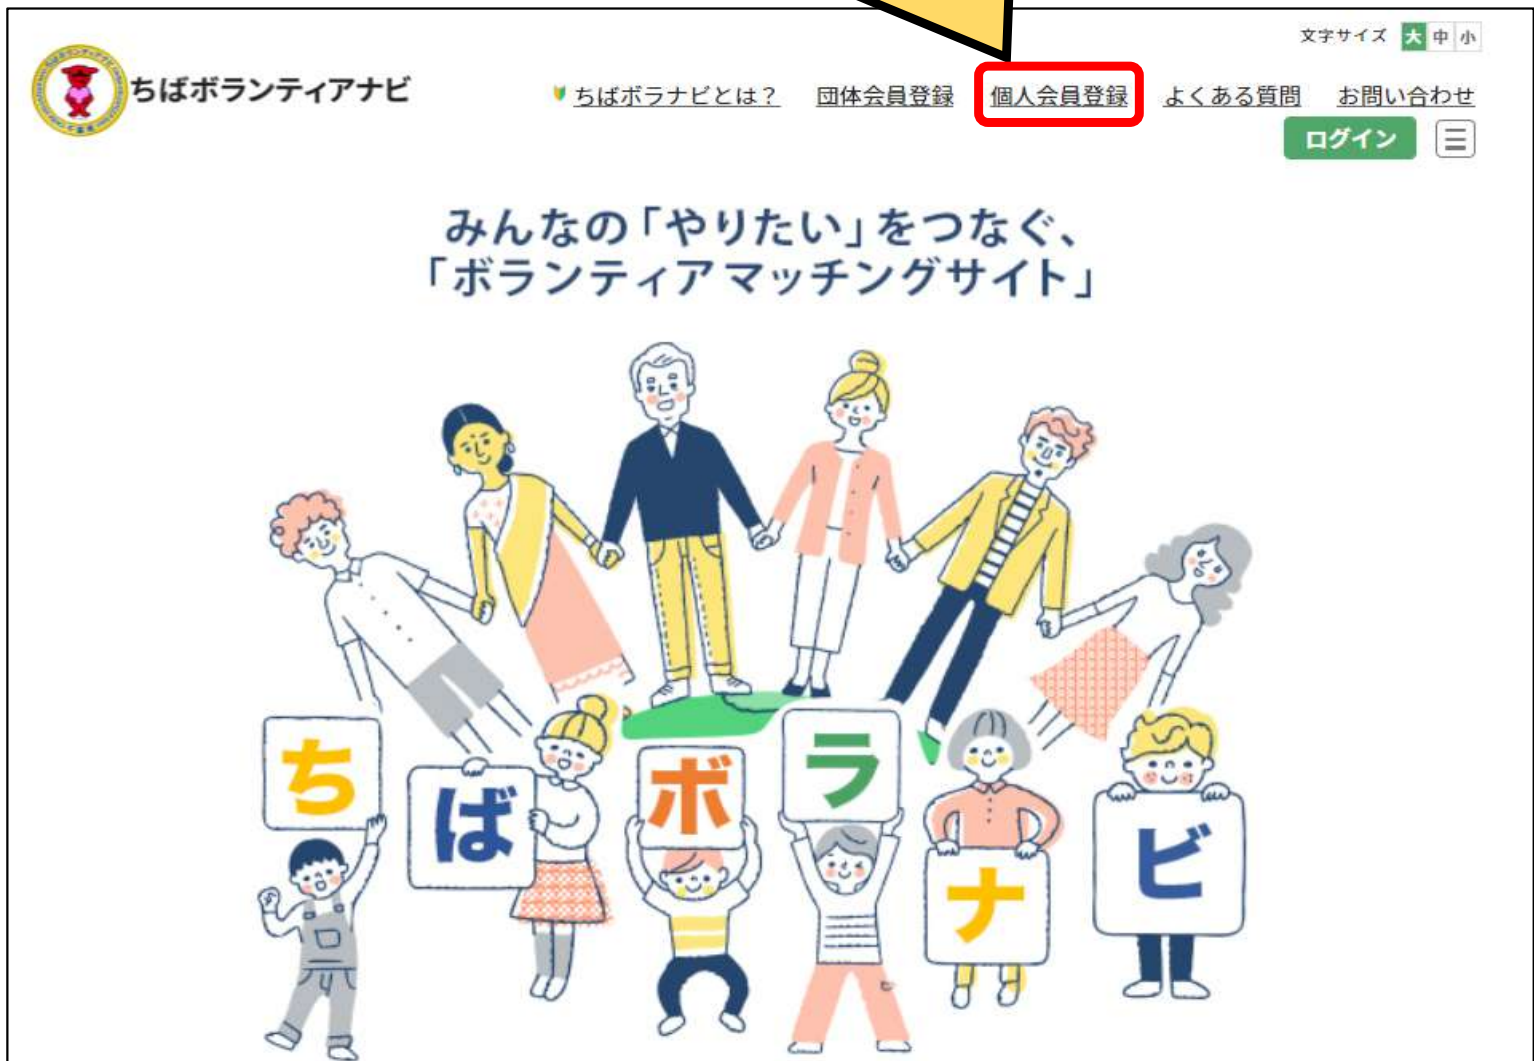 文字サイズ 大 中 小
ちばボランティアナビ
ちばボラナビとは？ 団体会員登録 個人会員登録 よくある質問 お問い合わせ
ログイン
みんなの「やりたい」をつなぐ、
「ボランティアマッチングサイト」
ちばボラナビ